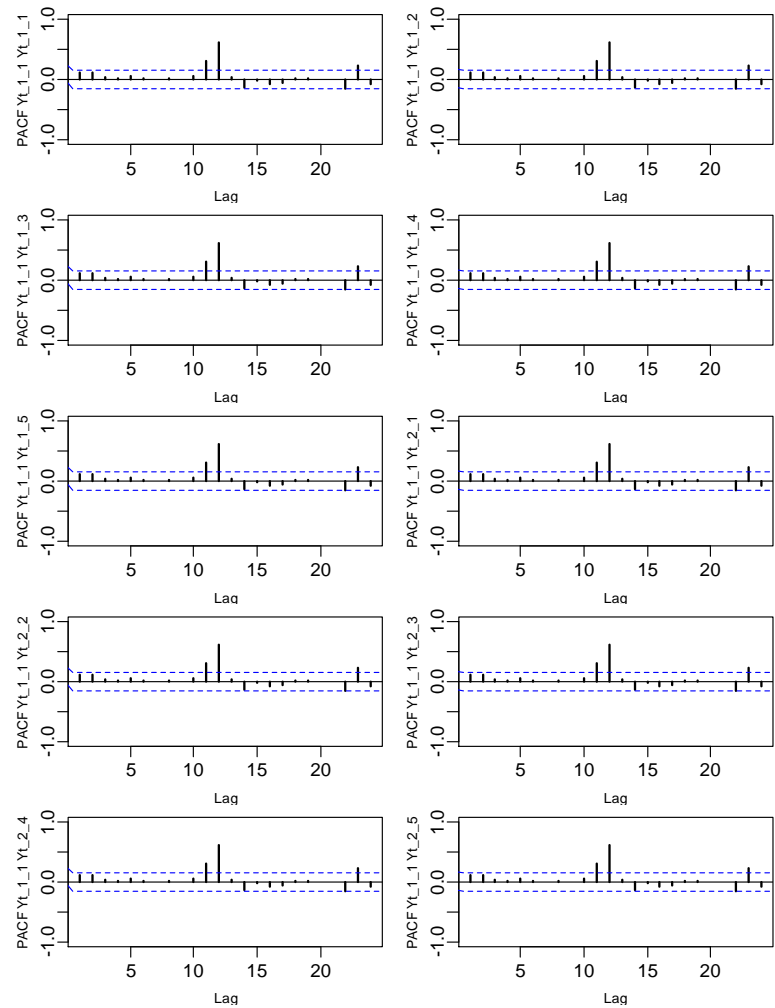 PACF Yt_1_1 Yt_1_1
1.0
0.0
-1.0
5 10 15 20
Lag
PACF Yt_1_1 Yt_1_2
1.0
0.0
-1.0
5 10 15 20
Lag
PACF Yt_1_1 Yt_1_3
1.0
0.0
-1.0
5 10 15 20
Lag
PACF Yt_1_1 Yt_1_4
1.0
0.0
-1.0
5 10 15 20
Lag
PACF Yt_1_1 Yt_1_5
1.0
0.0
-1.0
5 10 15 20
Lag
PACF Yt_1_1 Yt_2_1
1.0
0.0
-1.0
5 10 15 20
Lag
PACF Yt_1_1 Yt_2_2
1.0
0.0
-1.0
5 10 15 20
Lag
PACF Yt_1_1 Yt_2_3
1.0
0.0
-1.0
5 10 15 20
Lag
PACF Yt_1_1 Yt_2_4
1.0
0.0
-1.0
5 10 15 20
Lag
PACF Yt_1_1 Yt_2_5
1.0
0.0
-1.0
5 10 15 20
Lag